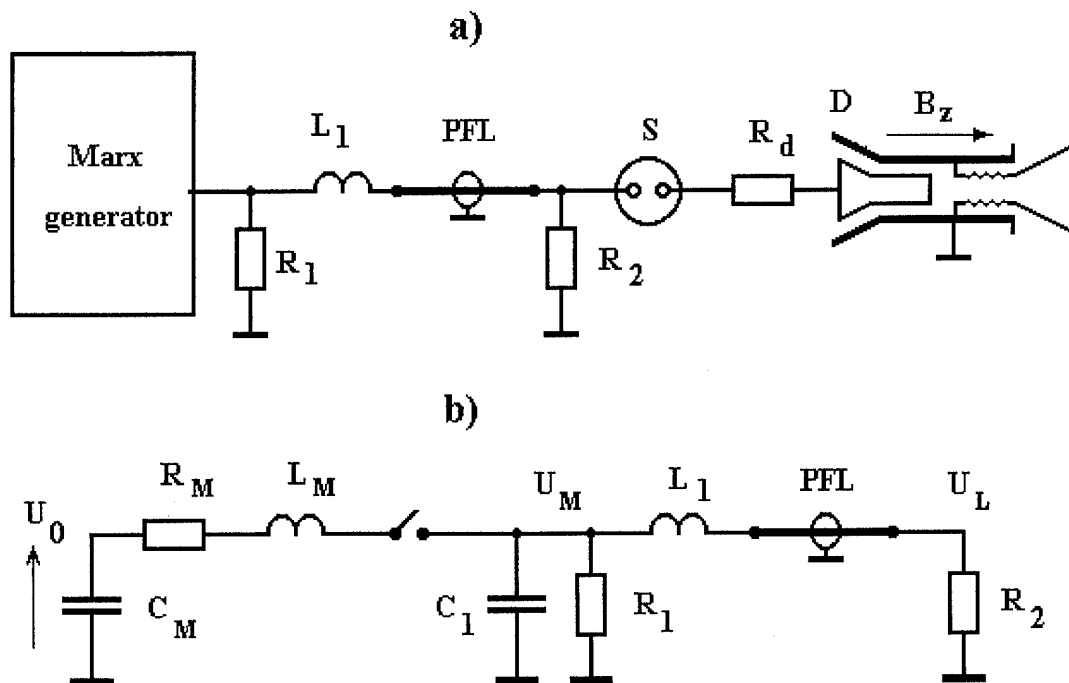 a)
Marx
generator
L1
PFL
S
Rd
D
Bz
R1
R2
b)
U0
RM
LM
UM
L1
PFL
UL
CM
C1
R1
R2